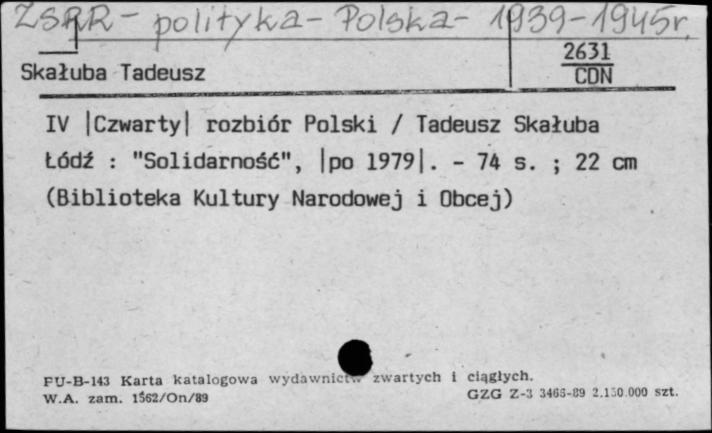 ZSRR - polityka - Polska - 1939-1945r.
2631
Skałuba Tadeusz
CDN
IV |Czwarty| rozbiór Polski / Tadeusz Skałuba
Łódź : "Solidarność", |po 1979|. - 74 s. ; 22 cm
(Biblioteka Kultury Narodowej i Obcej)
PU-B-143 Karta katalogowa wydawnictw zwartych i ciągłych.
W.A. zam. 1562/On/89
GZG Z-3 3466-89 2.150.000 szt.